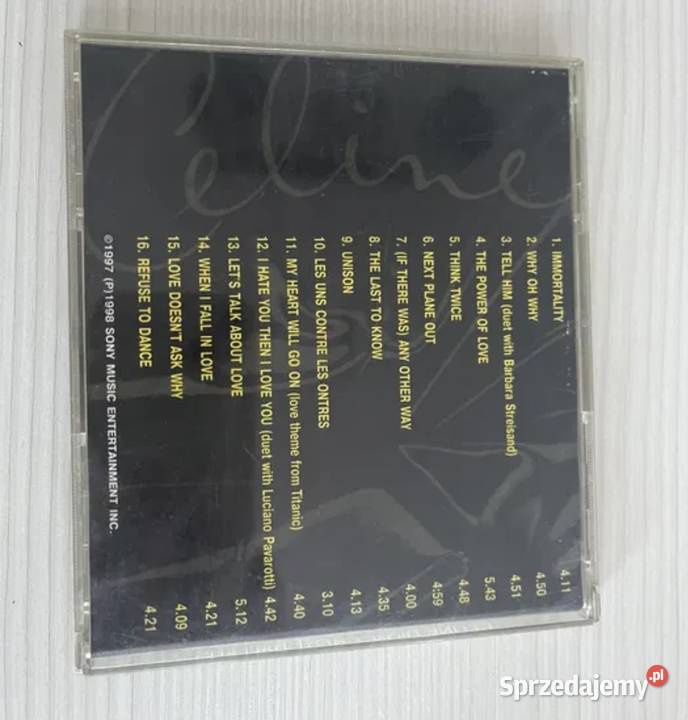 Celine
1. IMMORTALITY 4.11
2. WHY OH WHY 4.50
3. TELL HIM (duet with Barbara Streisand) 4.51
4. THE POWER OF LOVE 5.43
5. THINK TWICE 4.48
6. NEXT PLANE OUT 4:59
7. (IF THERE WAS) ANY OTHER WAY 4.00
8. THE LAST TO KNOW 4.35
9. UNISON 4.13
10. LES UNS CONTRE LES ONTRES 3.10
11. MY HEART WILL GO ON (love theme from Titanic) 4.40
12. I HATE YOU THEN I LOVE YOU (duet with Luciano Pavarotti) 4.42
13. LET'S TALK ABOUT LOVE 5.12
14. WHEN I FALL IN LOVE 4.21
15. LOVE DOESN'T ASK WHY 4.09
16. REFUSE TO DANCE 4.21
©1997 (P)1998 SONY MUSIC ENTERTAINMENT INC.
Sprzedajemy.pl